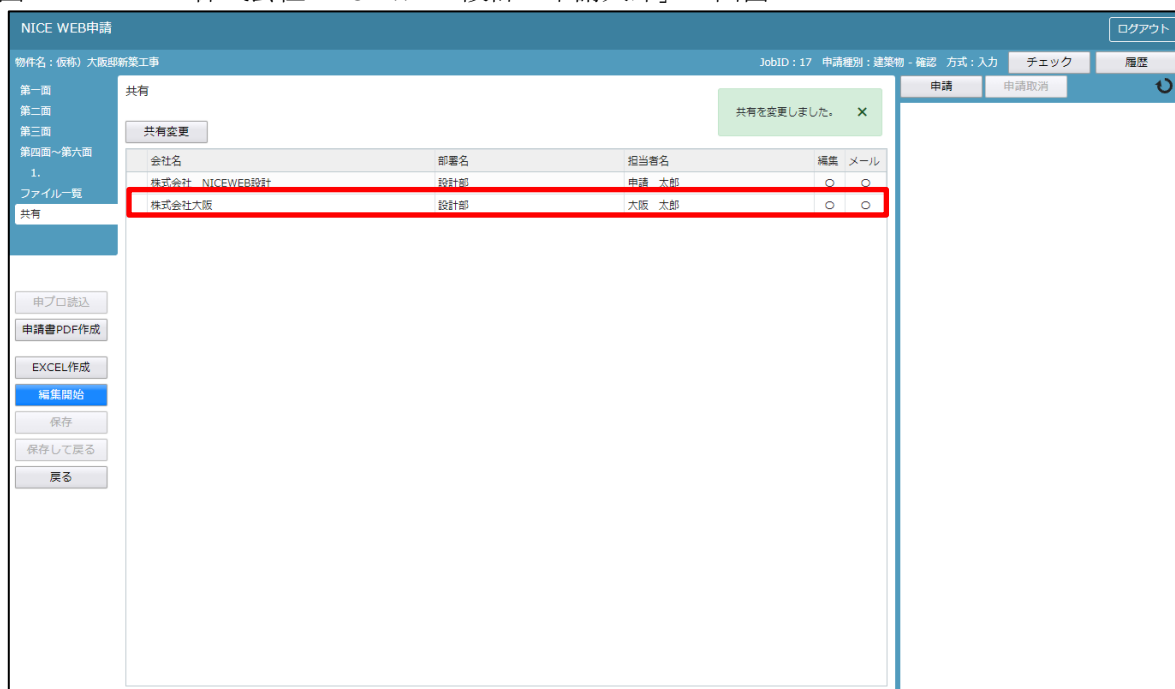 NICE WEB申請
ログアウト
物件名：仮称）大阪邸新築工事
JobID：17 申請種別：建築物 - 確認 方式：入力
チェック
履歴
第一面
第二面
第三面
第四面～第六面
1.
ファイル一覧
共有
共有
共有変更
共有を変更しました。 ×
申請
申請取消
会社名 部署名 担当者名 編集 メール
株式会社 NICEWEB設計 設計部 申請 太郎 ○ ○
株式会社大阪 設計部 大阪 太郎 ○ ○
申プロ読込
申請書PDF作成
EXCEL作成
編集開始
保存
保存して戻る
戻る